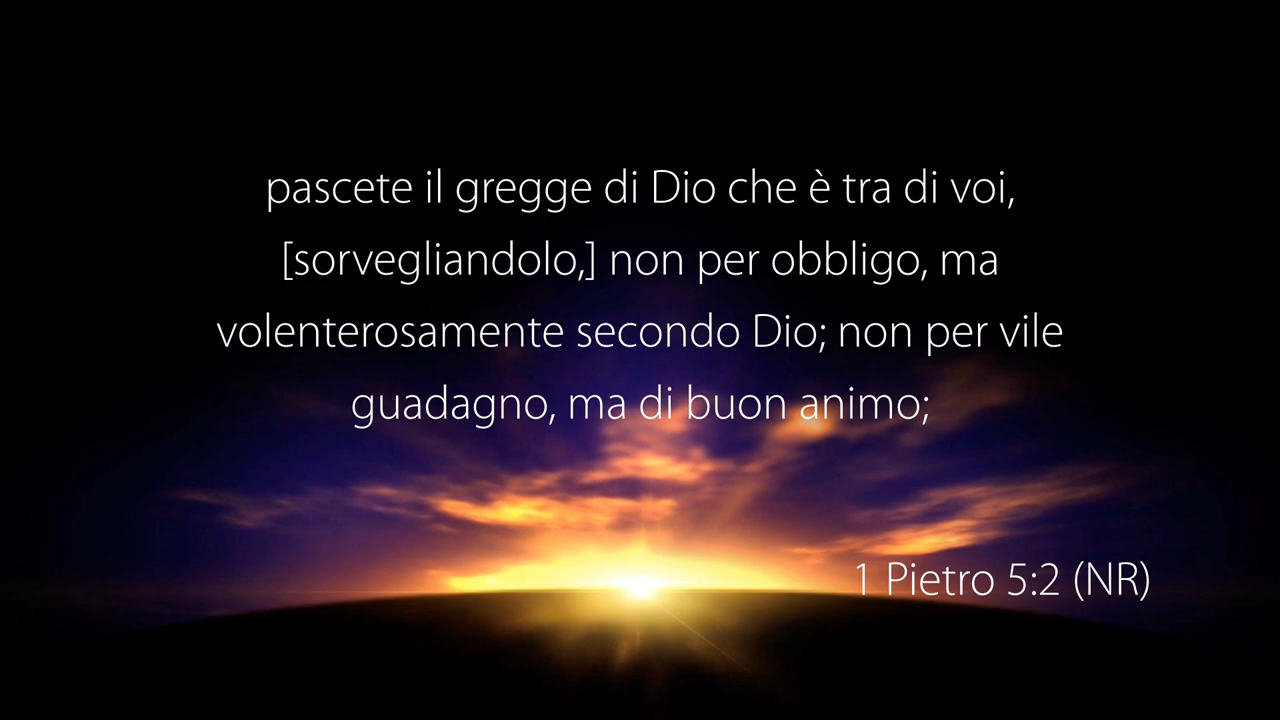 pascete il gregge di Dio che è tra di voi,
[sorvegliandolo,] non per obbligo, ma
volenterosamente secondo Dio; non per vile
guadagno, ma di buon animo;
1 Pietro 5:2 (NR)